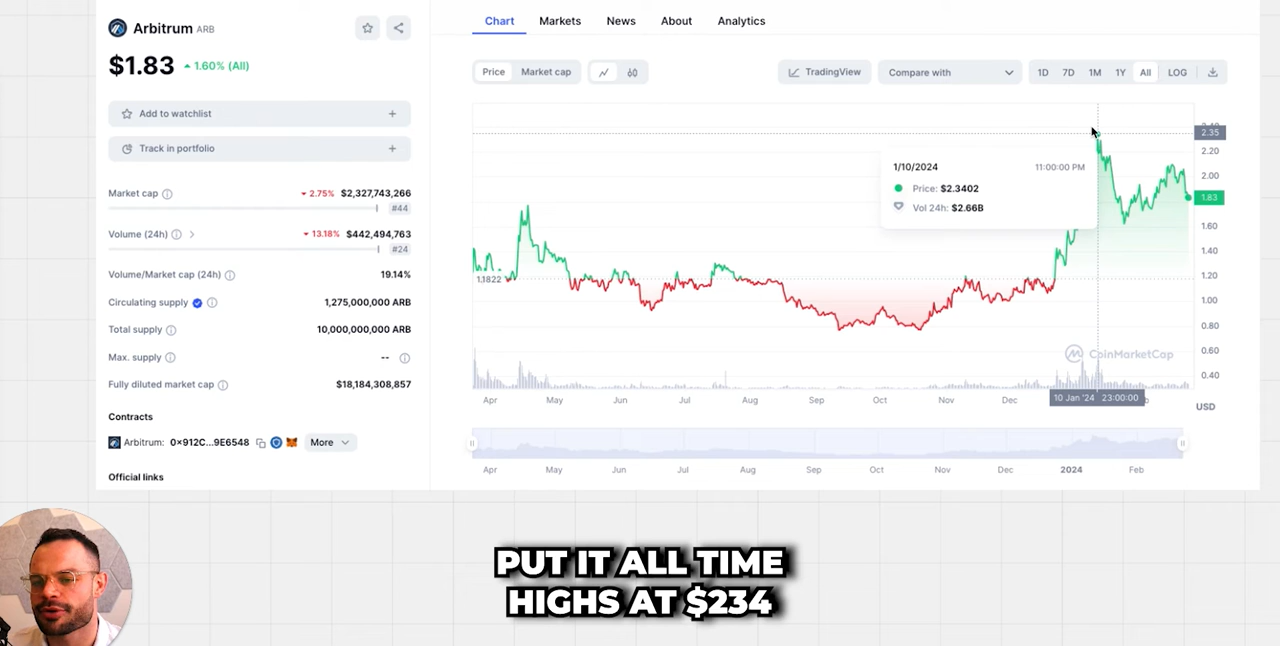 Arbitrum ARB
$1.83 1.60% (All)
Add to watchlist
Track in portfolio
Market cap 2.75% $2,327,743,266
#44
Volume (24h) 13.18% $442,494,763
#24
Volume/Market cap (24h) 19.14%
Circulating supply 1,275,000,000 ARB
Total supply 10,000,000,000 ARB
Max. supply --
Fully diluted market cap $18,184,308,857
Contracts
Arbitrum: 0x912C...9E6548 More
Official links
Chart Markets News About Analytics
Price Market cap TradingView Compare with 1D 7D 1M 1Y All LOG
2.40
2.35
2.20
2.00
1.83
1.60
1.40
1.20
1.00
0.80
0.60
0.40
1/10/2024 11:00:00 PM
Price: $2.3402
Vol 24h: $2.66B
1.1822
CoinMarketCap
Apr May Jun Jul Aug Sep Oct Nov Dec 10 Jan '24 23:00:00
USD
Apr May Jun Jul Aug Sep Oct Nov Dec 2024 Feb
PUT IT ALL TIME
HIGHS AT $234